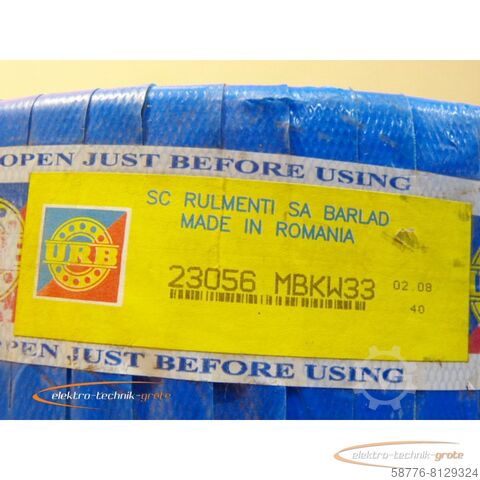 OPEN JUST BEFORE USING
SC RULMENTI SA BARLAD
MADE IN ROMANIA
URB
23056 MBKW33
02.08
40
PEN JUST BEFORE USING
elektro-technik-grote
elektro-technik-grote
58776-8129324